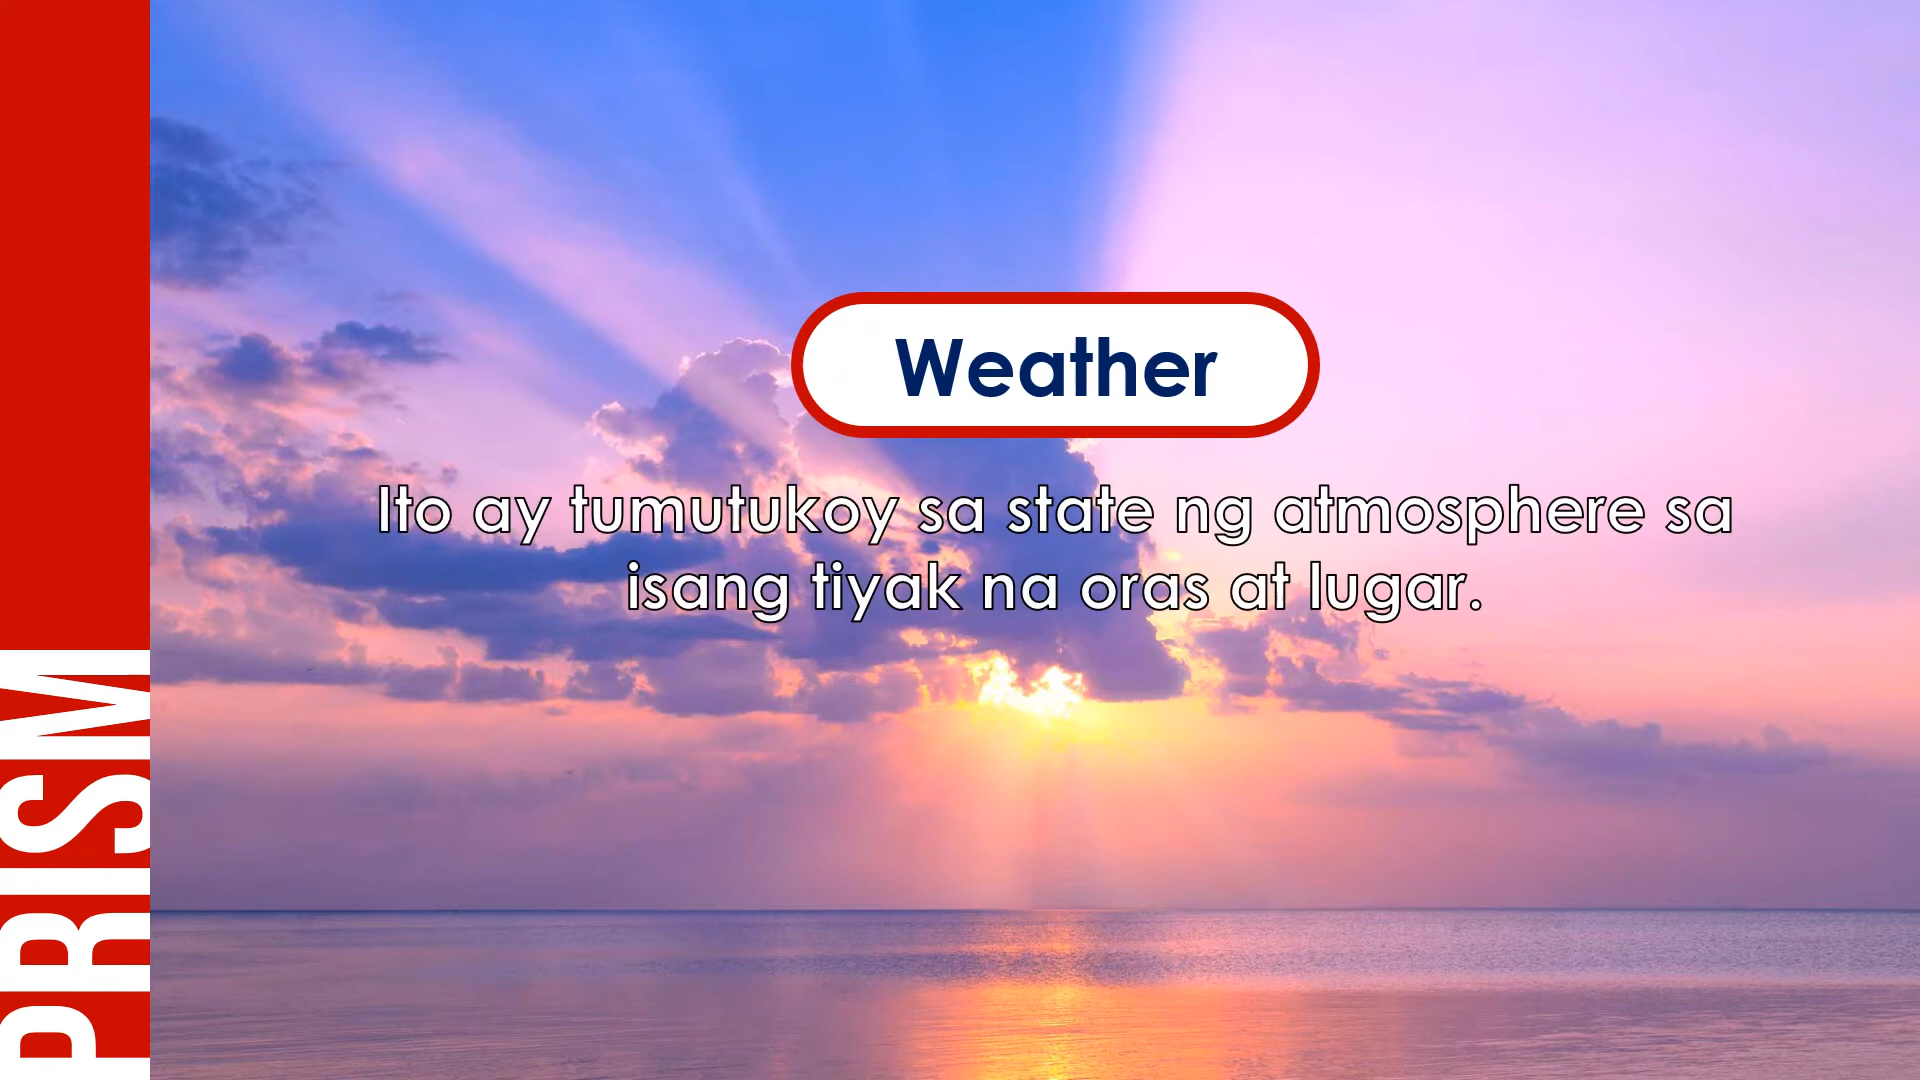 Weather
Ito ay tumutukoy sa state ng atmosphere sa
isang tiyak na oras at lugar.
PRISM